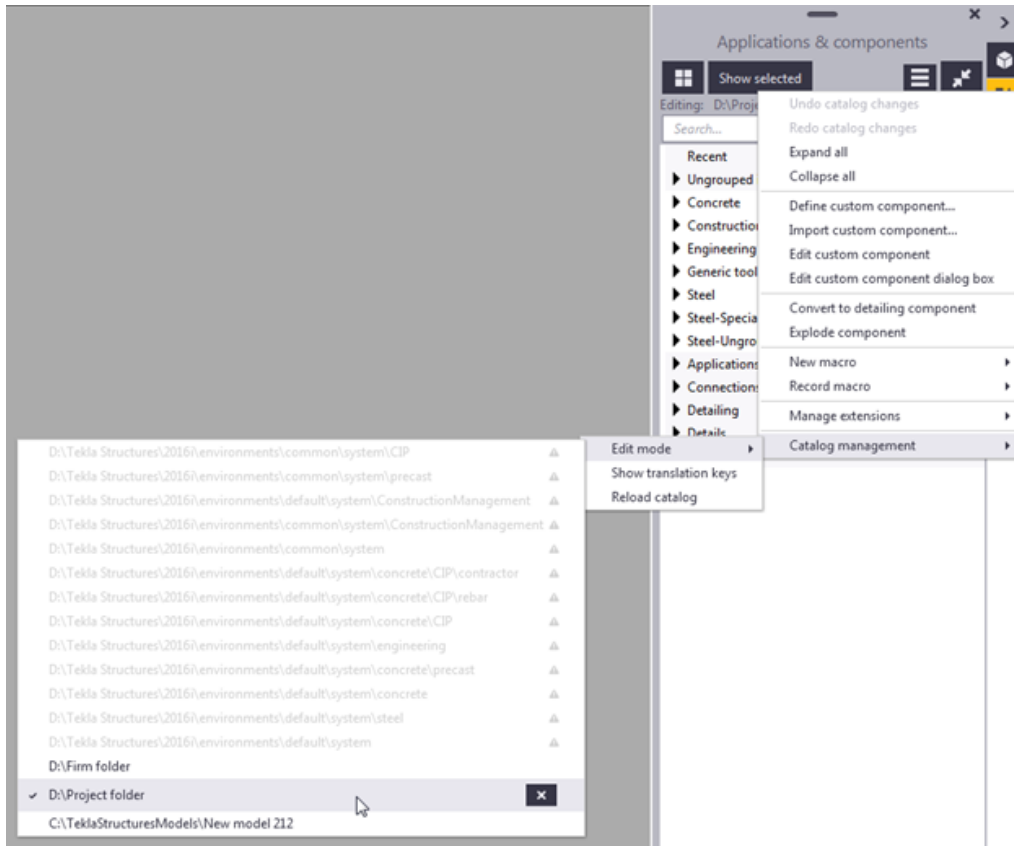 Applications & components
Show selected
Editing: D:\Proje
Search...
Recent
Ungrouped
Concrete
Construction
Engineering
Generic tool
Steel
Steel-Specia
Steel-Ungro
Applications
Connections
Detailing
Details
Undo catalog changes
Redo catalog changes
Expand all
Collapse all
Define custom component...
Import custom component...
Edit custom component
Edit custom component dialog box
Convert to detailing component
Explode component
New macro
Record macro
Manage extensions
Catalog management
Edit mode
Show translation keys
Reload catalog
D:\Tekla Structures\2016i\environments\common\system\CIP
D:\Tekla Structures\2016i\environments\common\system\precast
D:\Tekla Structures\2016i\environments\default\system\ConstructionManagement
D:\Tekla Structures\2016i\environments\common\system\ConstructionManagement
D:\Tekla Structures\2016i\environments\common\system
D:\Tekla Structures\2016i\environments\default\system\concrete\CIP\contractor
D:\Tekla Structures\2016i\environments\default\system\concrete\CIP\rebar
D:\Tekla Structures\2016i\environments\default\system\concrete\CIP
D:\Tekla Structures\2016i\environments\default\system\engineering
D:\Tekla Structures\2016i\environments\default\system\concrete\precast
D:\Tekla Structures\2016i\environments\default\system\concrete
D:\Tekla Structures\2016i\environments\default\system\steel
D:\Tekla Structures\2016i\environments\default\system
D:\Firm folder
D:\Project folder
C:\TeklaStructuresModels\New model 212